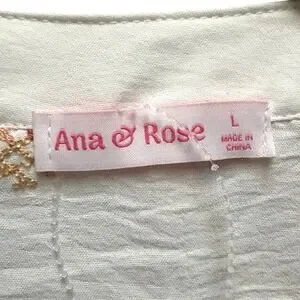 Ana & Rose
L
MADE IN
CHINA